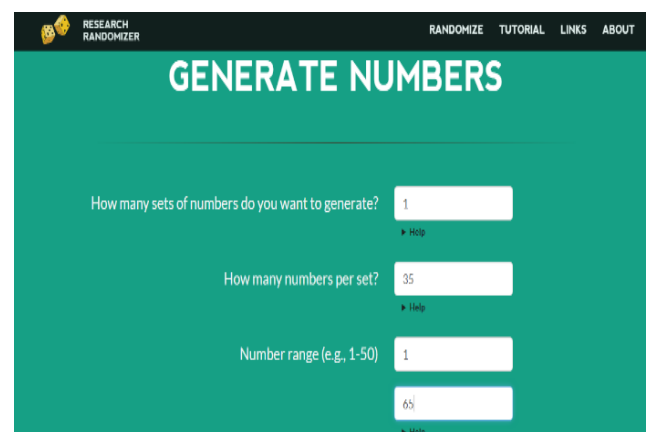 RESEARCH
RANDOMIZER
RANDOMIZE TUTORIAL LINKS ABOUT
GENERATE NUMBERS
How many sets of numbers do you want to generate? 1
▶ Help
How many numbers per set? 35
▶ Help
Number range (e.g., 1-50) 1
65
▶ Help